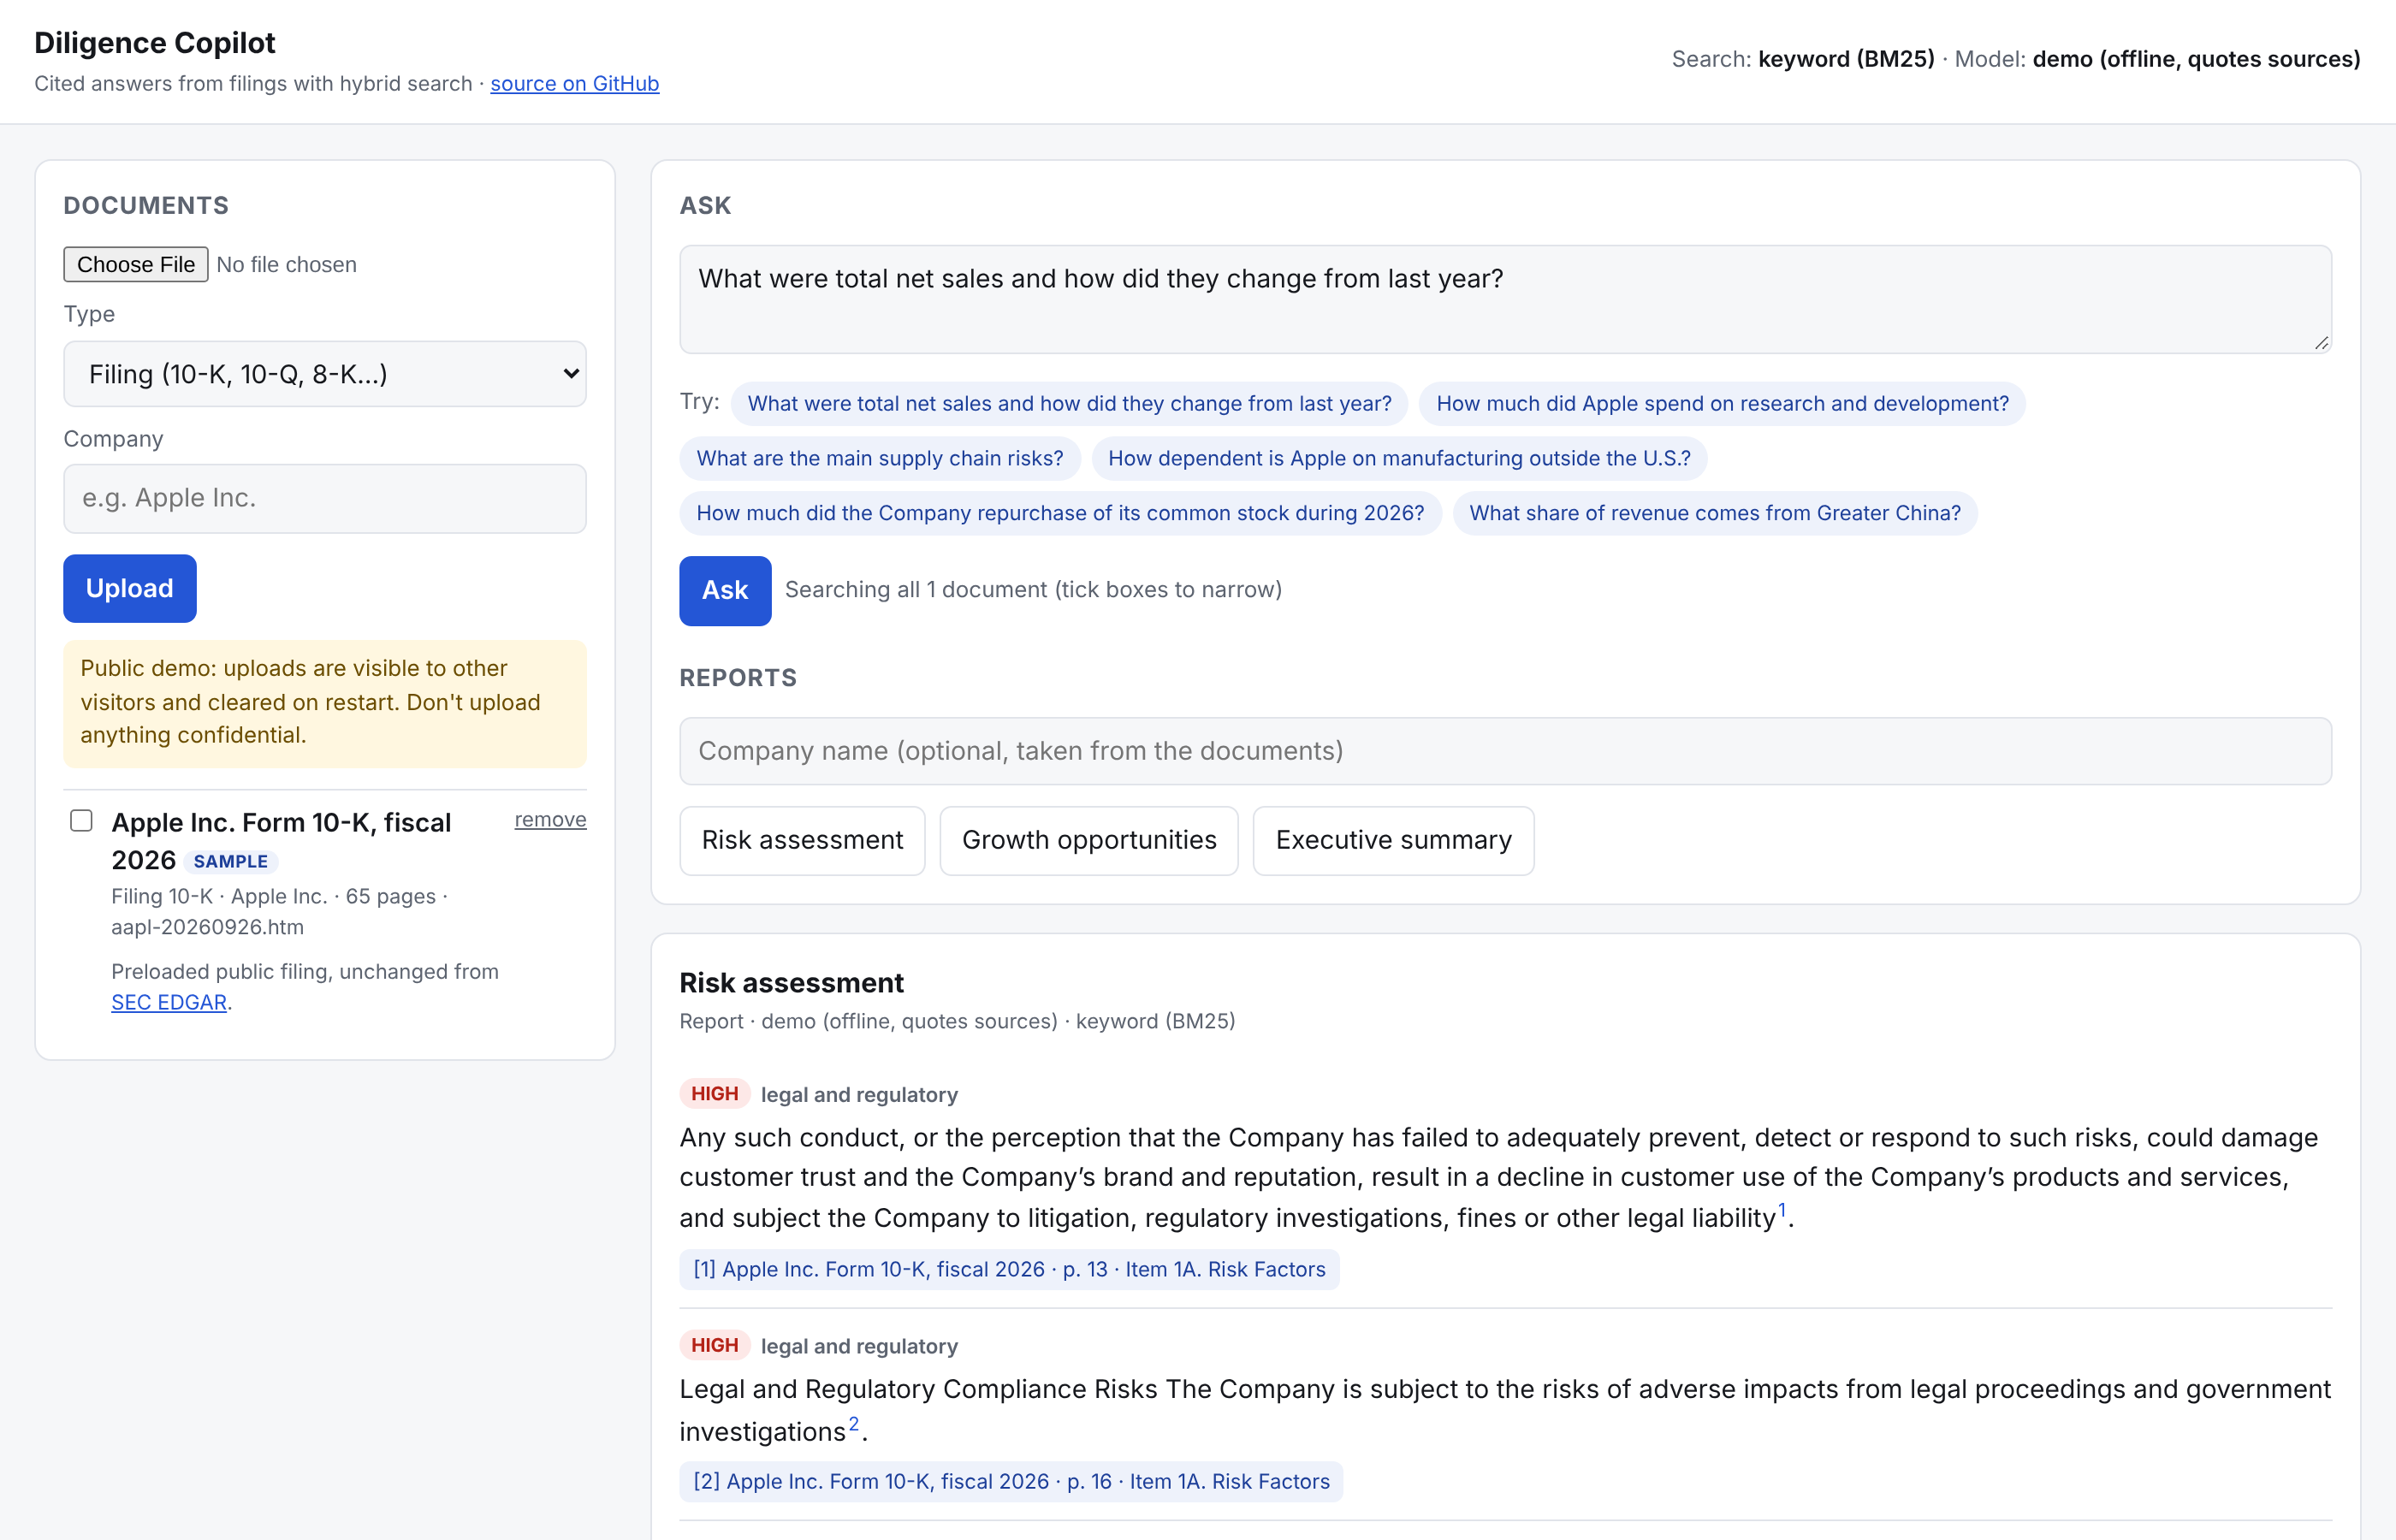 Diligence Copilot
Cited answers from filings with hybrid search · source on GitHub
Search: keyword (BM25) · Model: demo (offline, quotes sources)
DOCUMENTS
Choose File No file chosen
Type
Filing (10-K, 10-Q, 8-K...)
Company
e.g. Apple Inc.
Upload
Public demo: uploads are visible to other
visitors and cleared on restart. Don't upload
anything confidential.
Apple Inc. Form 10-K, fiscal
2026 SAMPLE
remove
Filing 10-K · Apple Inc. · 65 pages ·
aapl-20260926.htm
Preloaded public filing, unchanged from
SEC EDGAR.
ASK
What were total net sales and how did they change from last year?
Try: What were total net sales and how did they change from last year? How much did Apple spend on research and development?
What are the main supply chain risks? How dependent is Apple on manufacturing outside the U.S.?
How much did the Company repurchase of its common stock during 2026? What share of revenue comes from Greater China?
Ask Searching all 1 document (tick boxes to narrow)
REPORTS
Company name (optional, taken from the documents)
Risk assessment Growth opportunities Executive summary
Risk assessment
Report · demo (offline, quotes sources) · keyword (BM25)
HIGH legal and regulatory
Any such conduct, or the perception that the Company has failed to adequately prevent, detect or respond to such risks, could damage
customer trust and the Company’s brand and reputation, result in a decline in customer use of the Company’s products and services,
and subject the Company to litigation, regulatory investigations, fines or other legal liability1.
[1] Apple Inc. Form 10-K, fiscal 2026 · p. 13 · Item 1A. Risk Factors
HIGH legal and regulatory
Legal and Regulatory Compliance Risks The Company is subject to the risks of adverse impacts from legal proceedings and government
investigations2.
[2] Apple Inc. Form 10-K, fiscal 2026 · p. 16 · Item 1A. Risk Factors